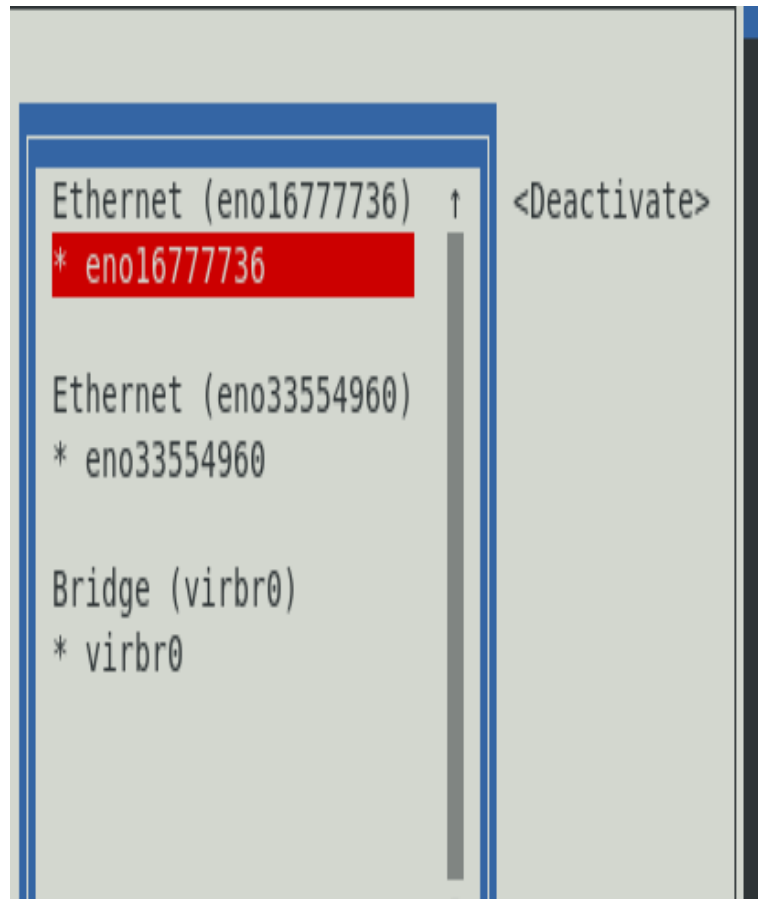 Ethernet (eno16777736) ↑ <Deactivate>
* eno16777736
Ethernet (eno33554960)
* eno33554960
Bridge (virbr0)
* virbr0